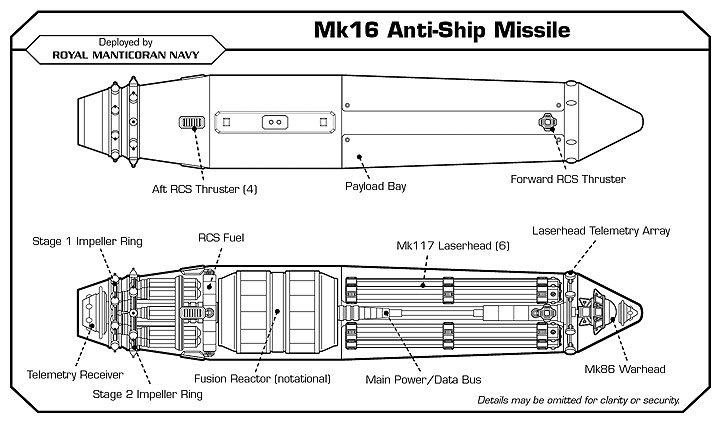 Mk16 Anti-Ship Missile
Deployed by
ROYAL MANTICORAN NAVY
Aft RCS Thruster (4)
Payload Bay
Forward RCS Thruster
Stage 1 Impeller Ring
RCS Fuel
Mk117 Laserhead (6)
Laserhead Telemetry Array
Telemetry Receiver
Stage 2 Impeller Ring
Fusion Reactor (notational)
Main Power/Data Bus
Mk86 Warhead
Details may be omitted for clarity or security.